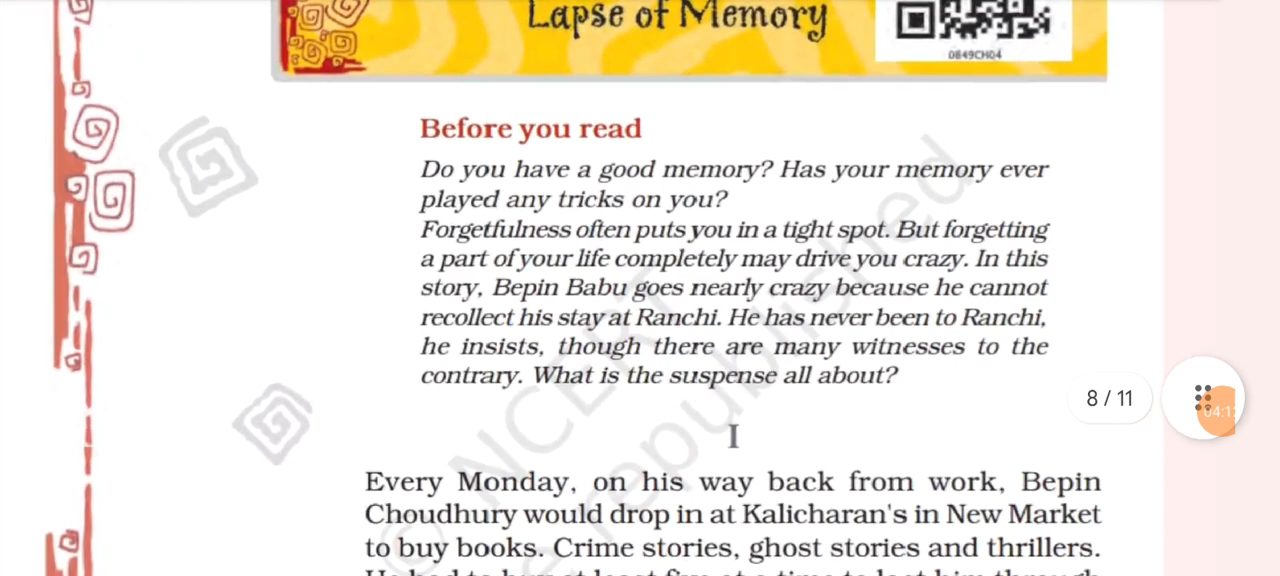 Lapse of Memory
0849CH04
Before you read
Do you have a good memory? Has your memory ever
played any tricks on you?
Forgetfulness often puts you in a tight spot. But forgetting
a part of your life completely may drive you crazy. In this
story, Bepin Babu goes nearly crazy because he cannot
recollect his stay at Ranchi. He has never been to Ranchi,
he insists, though there are many witnesses to the
contrary. What is the suspense all about?
8 / 11
I
Every Monday, on his way back from work, Bepin
Choudhury would drop in at Kalicharan's in New Market
to buy books. Crime stories, ghost stories and thrillers.
© NCERT
republished